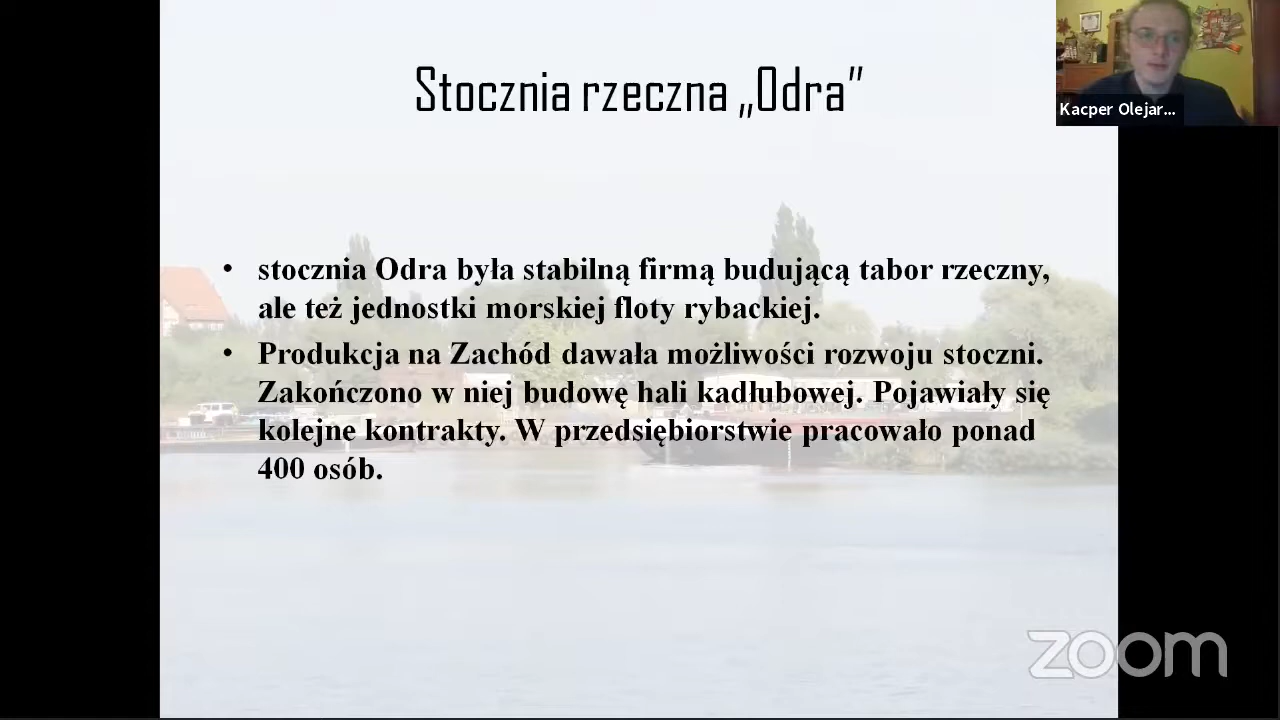 Stocznia rzeczna „Odra”
Kacper Olejar...
• stocznia Odra była stabilną firmą budującą tabor rzeczny,
ale też jednostki morskiej floty rybackiej.
• Produkcja na Zachód dawała możliwości rozwoju stoczni.
Zakończono w niej budowę hali kadłubowej. Pojawiały się
kolejne kontrakty. W przedsiębiorstwie pracowało ponad
400 osób.
zoom